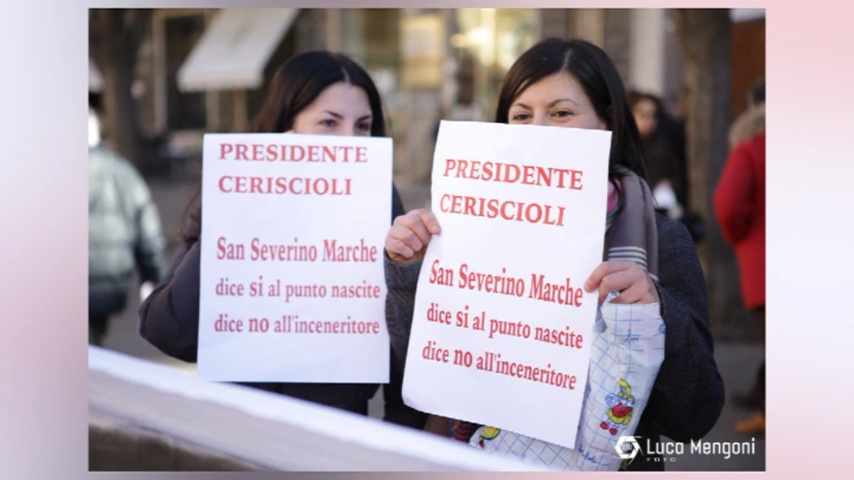 PRESIDENTE
CERISCIOLI
San Severino Marche
dice si al punto nascite
dice no all'inceneritore
PRESIDENTE
CERISCIOLI
San Severino Marche
dice si al punto nascite
dice no all'inceneritore
Luca Mengoni
FOTO